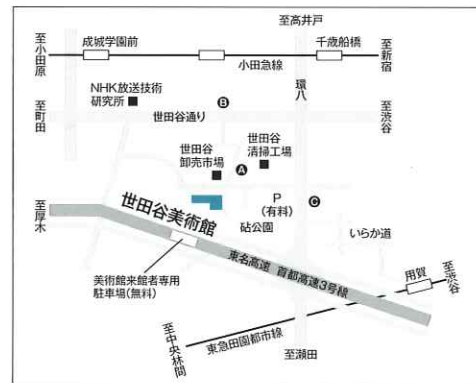 至高井戸
至小田原
成城学園前
千歳船橋
至新宿
小田急線
NHK放送技術
研究所
B
環八
至町田
世田谷通り
至渋谷
世田谷
卸売市場
A
世田谷
清掃工場
世田谷美術館
P
(有料)
C
砧公園
いらか道
至厚木
美術館来館者専用
駐車場(無料)
東名高速 首都高速3号線
用賀
至渋谷
至中央林間
東急田園都市線
至瀬田